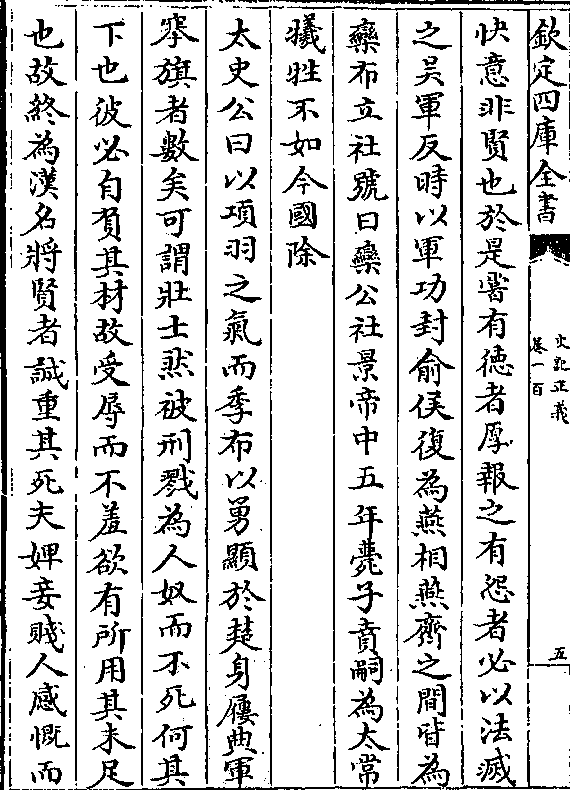 欽定四庫全書
史記正義
卷一百
五
快意非賢也於是嘗有德者厚報之有怨者必以法滅
之吳軍反時以軍功封俞侯復為燕相燕齊之間皆為
欒布立社號曰欒公社景帝中五年薨子賁嗣為太常
犧牲不如令國除
太史公曰以項羽之氣而季布以勇顯於楚身屨典軍
搴旗者數矣可謂壯士然被刑戮為人奴而不死何其
下也彼必自負其材故受辱而不羞欲有所用其未足
也故終為漢名將賢者誠重其死夫婢妾賤人感慨而